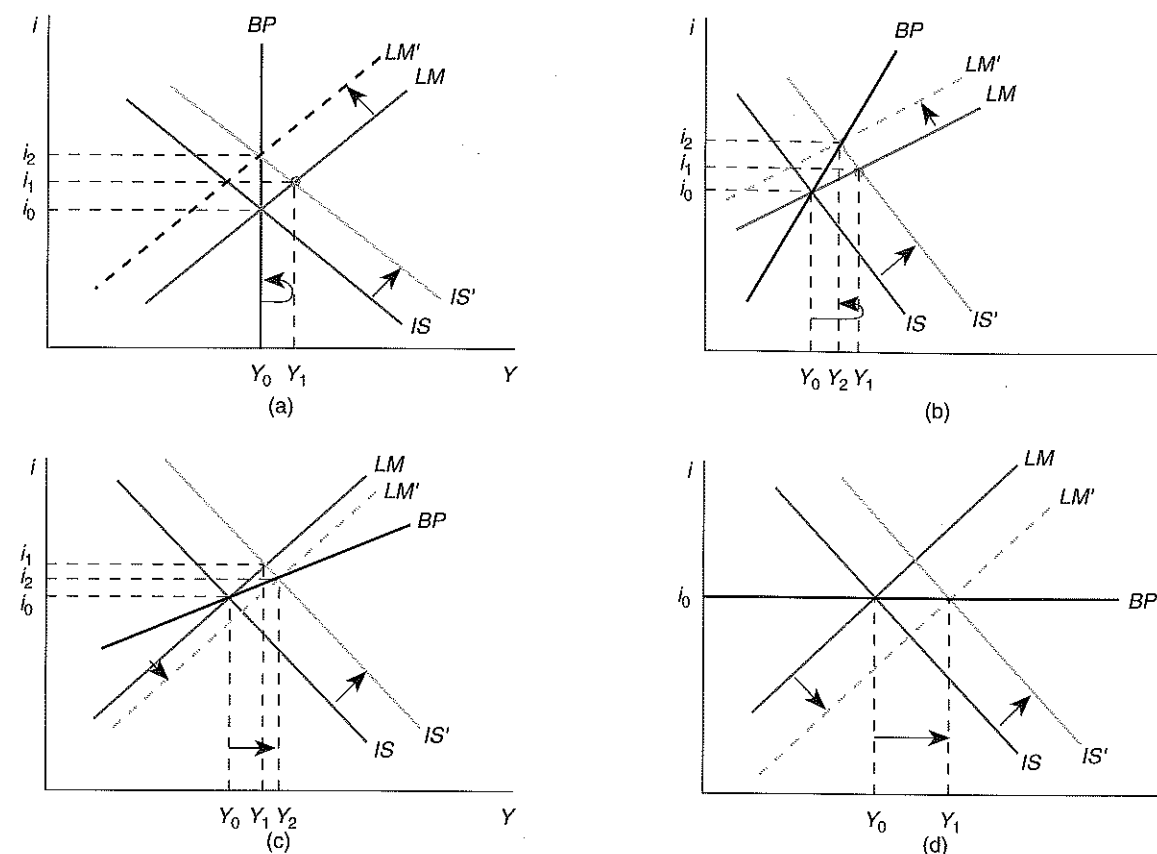 i
BP
LM'
LM
i2
i1
i0
IS'
IS
Y0 Y1
Y
(a)
BP
LM'
LM
i
i2
i1
i0
IS
IS'
Y0 Y2 Y1
(b)
i
LM
LM'
BP
i1
i2
i0
IS
IS'
Y0 Y1 Y2
Y
(c)
i
LM
LM'
i0
BP
IS
IS'
Y0
Y1
(d)